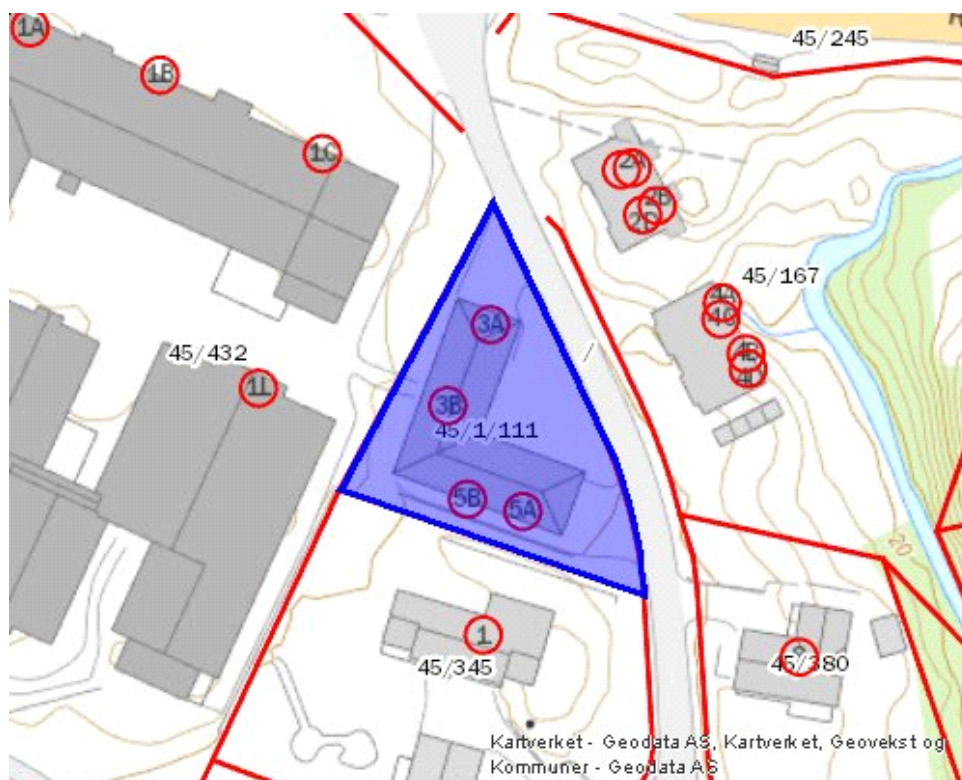 1A
45/245
1B
1C
2A
2B
2D
45/167
4A
4C
3A
45/432
4B
4D
1L
3B
45/1/111
5B
5A
20
1
45/345
45/380
Kartverket - Geodata AS, Kartverket, Geovekst og
Kommuner - Geodata AS